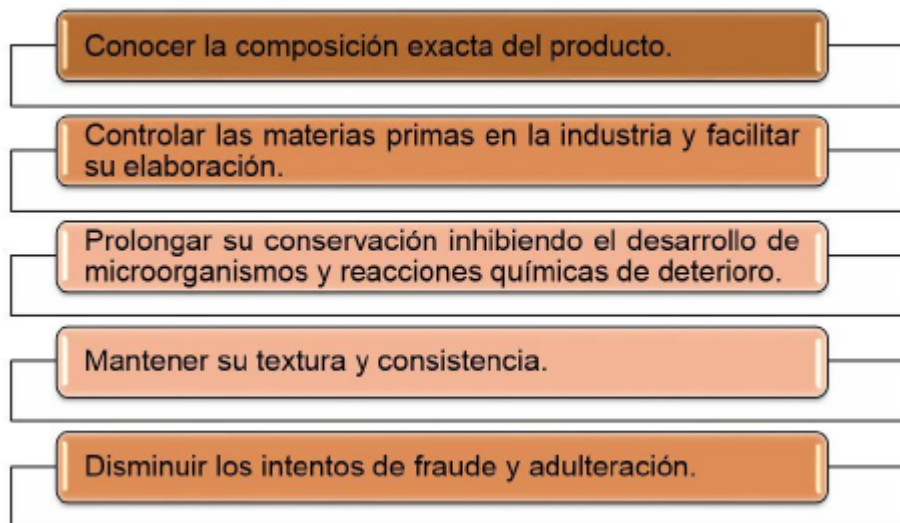 Conocer la composición exacta del producto.
Controlar las materias primas en la industria y facilitar
su elaboración.
Prolongar su conservación inhibiendo el desarrollo de
microorganismos y reacciones químicas de deterioro.
Mantener su textura y consistencia.
Disminuir los intentos de fraude y adulteración.